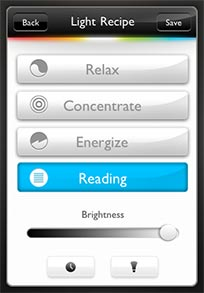 Back Light Recipe Save
Relax
Concentrate
Energize
Reading
Brightness